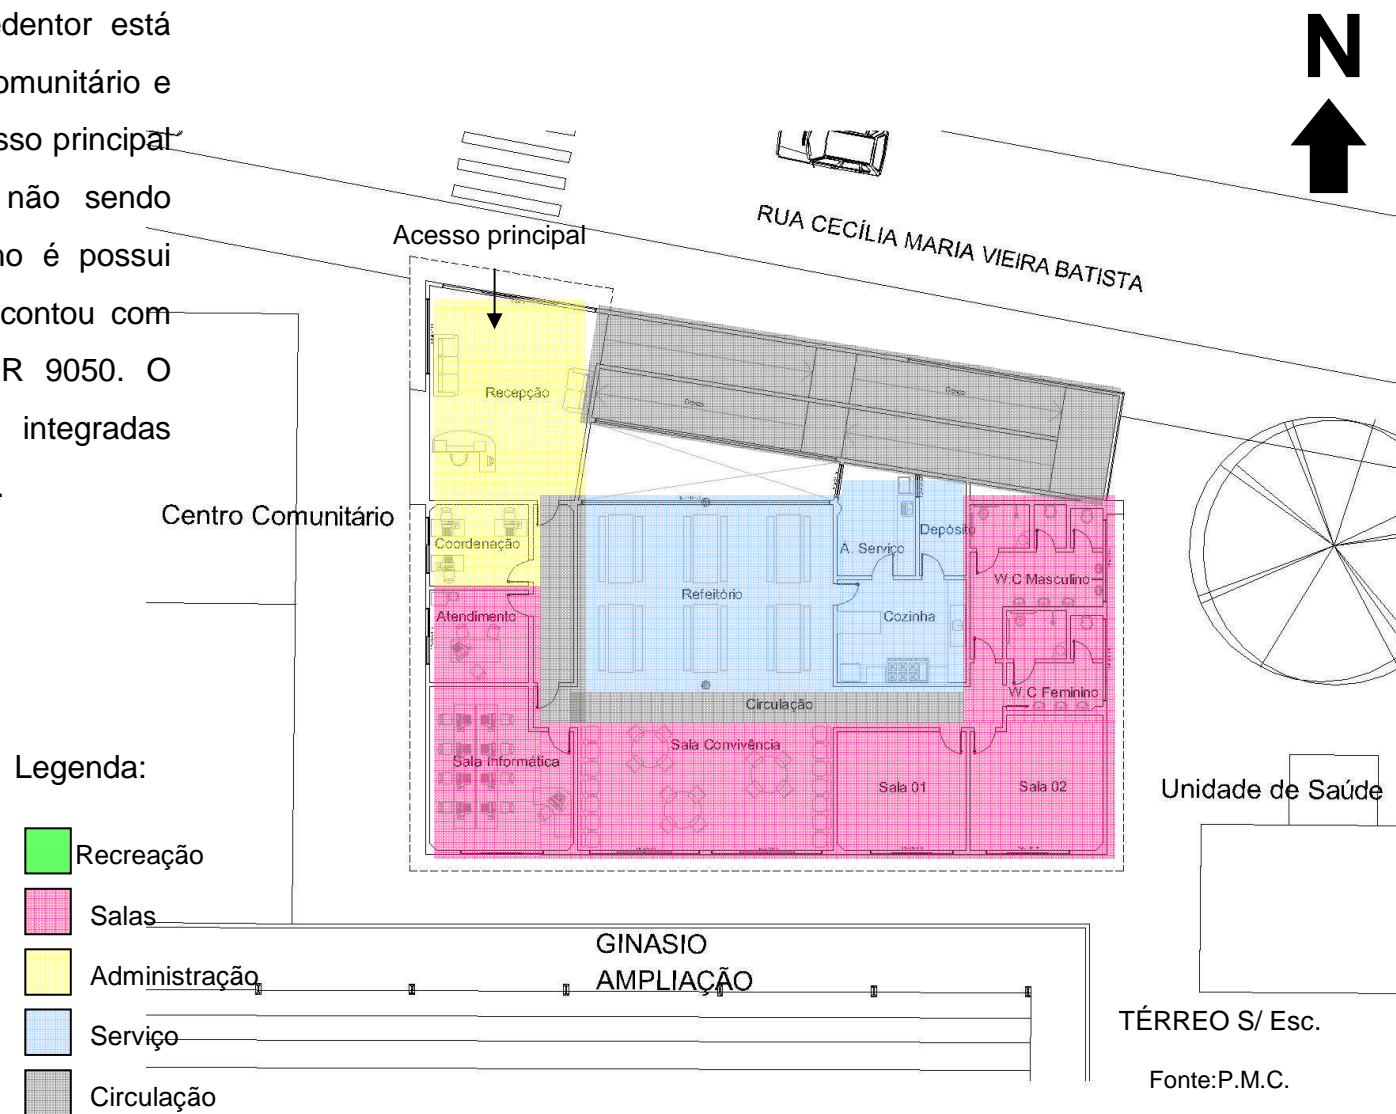 edentor está
omunitário e
sso principal
não sendo
no é possui
contou com
R 9050. O
integradas
.
N
RUA CECÍLIA MARIA VIEIRA BATISTA
Acesso principal
Recepção
Centro Comunitário
Coordenação
Atendimento
Refeitório
A. Serviço
Depósito
Cozinha
W.C Masculino
W.C Feminino
Circulação
Sala Informática
Sala Convivência
Sala 01
Sala 02
Unidade de Saúde
Legenda:
Recreação
Salas
Administração
Serviço
Circulação
GINASIO
AMPLIAÇÃO
TÉRREO S/ Esc.
Fonte:P.M.C.